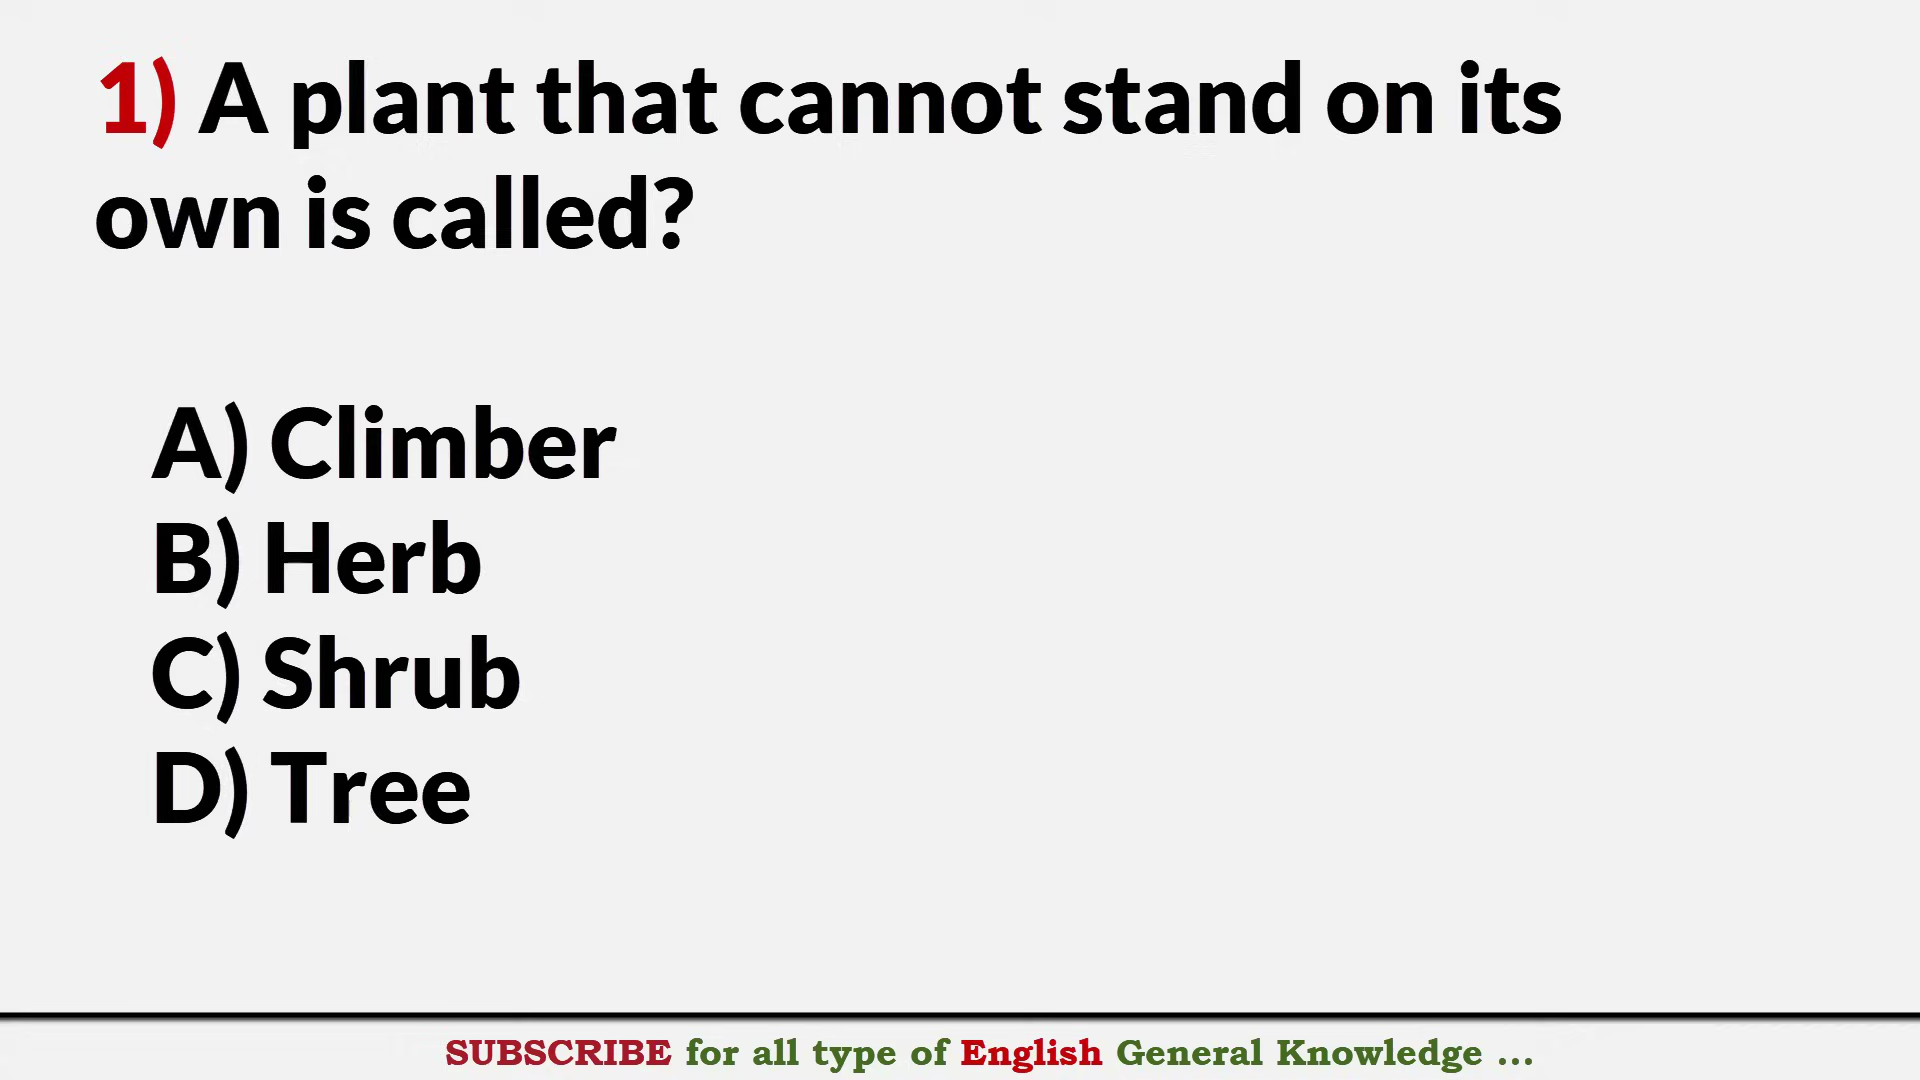 1) A plant that cannot stand on its
own is called?
A) Climber
B) Herb
C) Shrub
D) Tree
SUBSCRIBE for all type of English General Knowledge ...